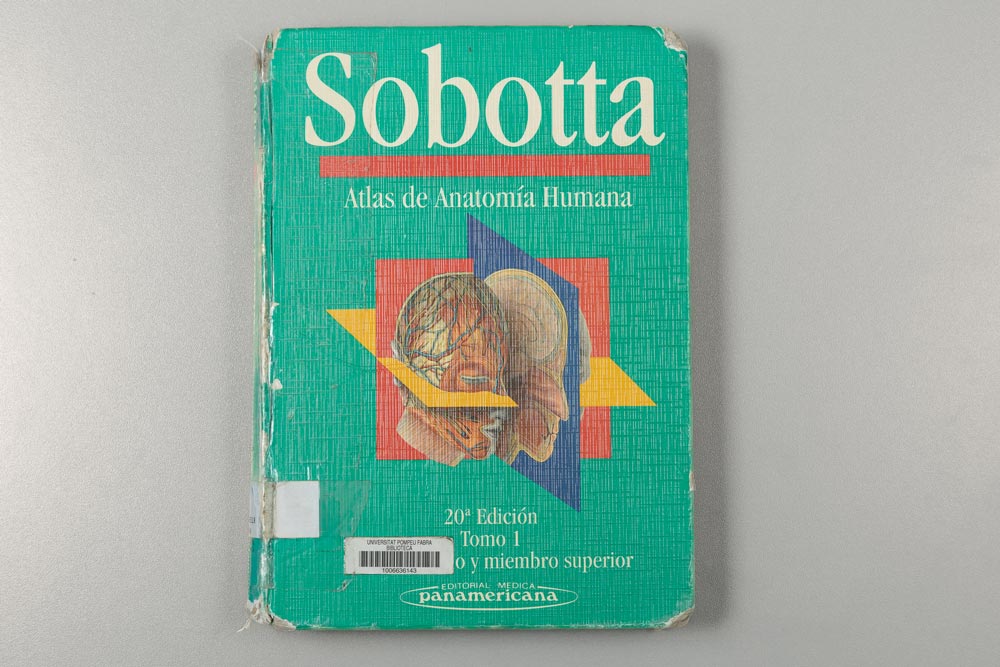 Sobotta
Atlas de Anatomía Humana
20ª Edición
Tomo 1
y miembro superior
UNIVERSITAT POMPEU FABRA
BIBLIOTECA
1006636143
EDITORIAL MEDICA
panamericana